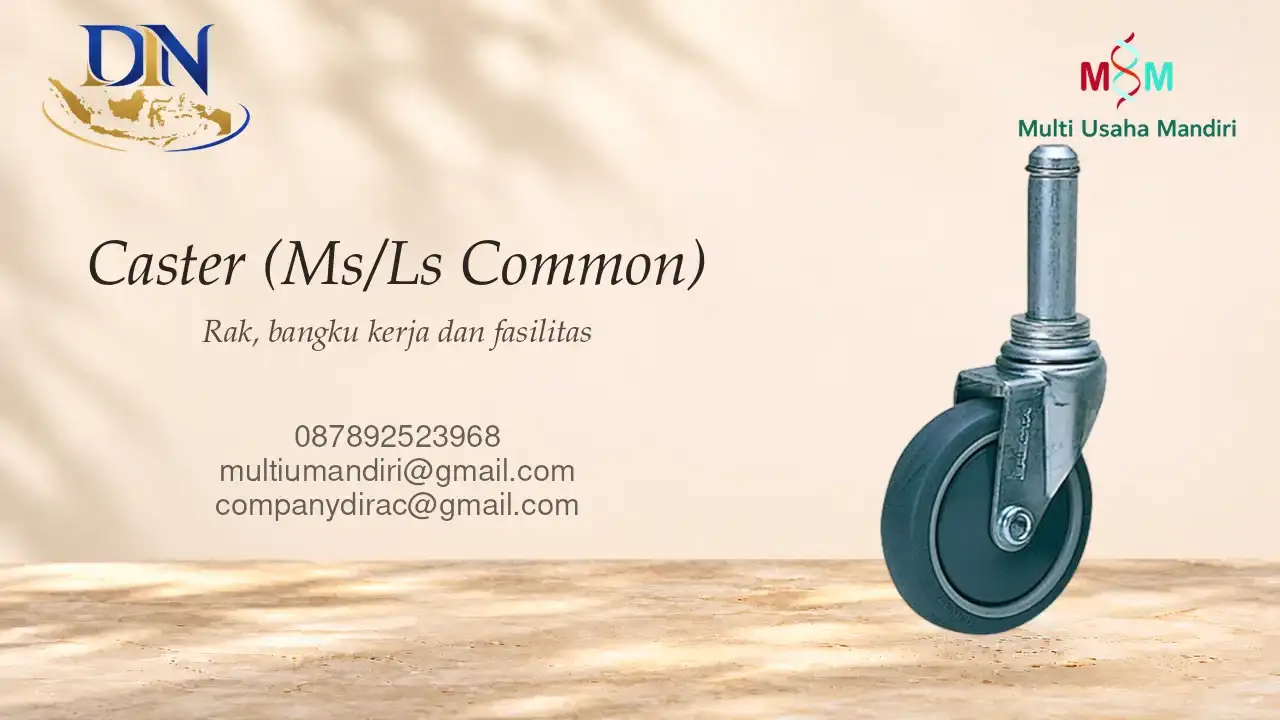 DIN
M M
Multi Usaha Mandiri
Caster (Ms/Ls Common)
Rak, bangku kerja dan fasilitas
087892523968
multiumandiri@gmail.com
companydirac@gmail.com